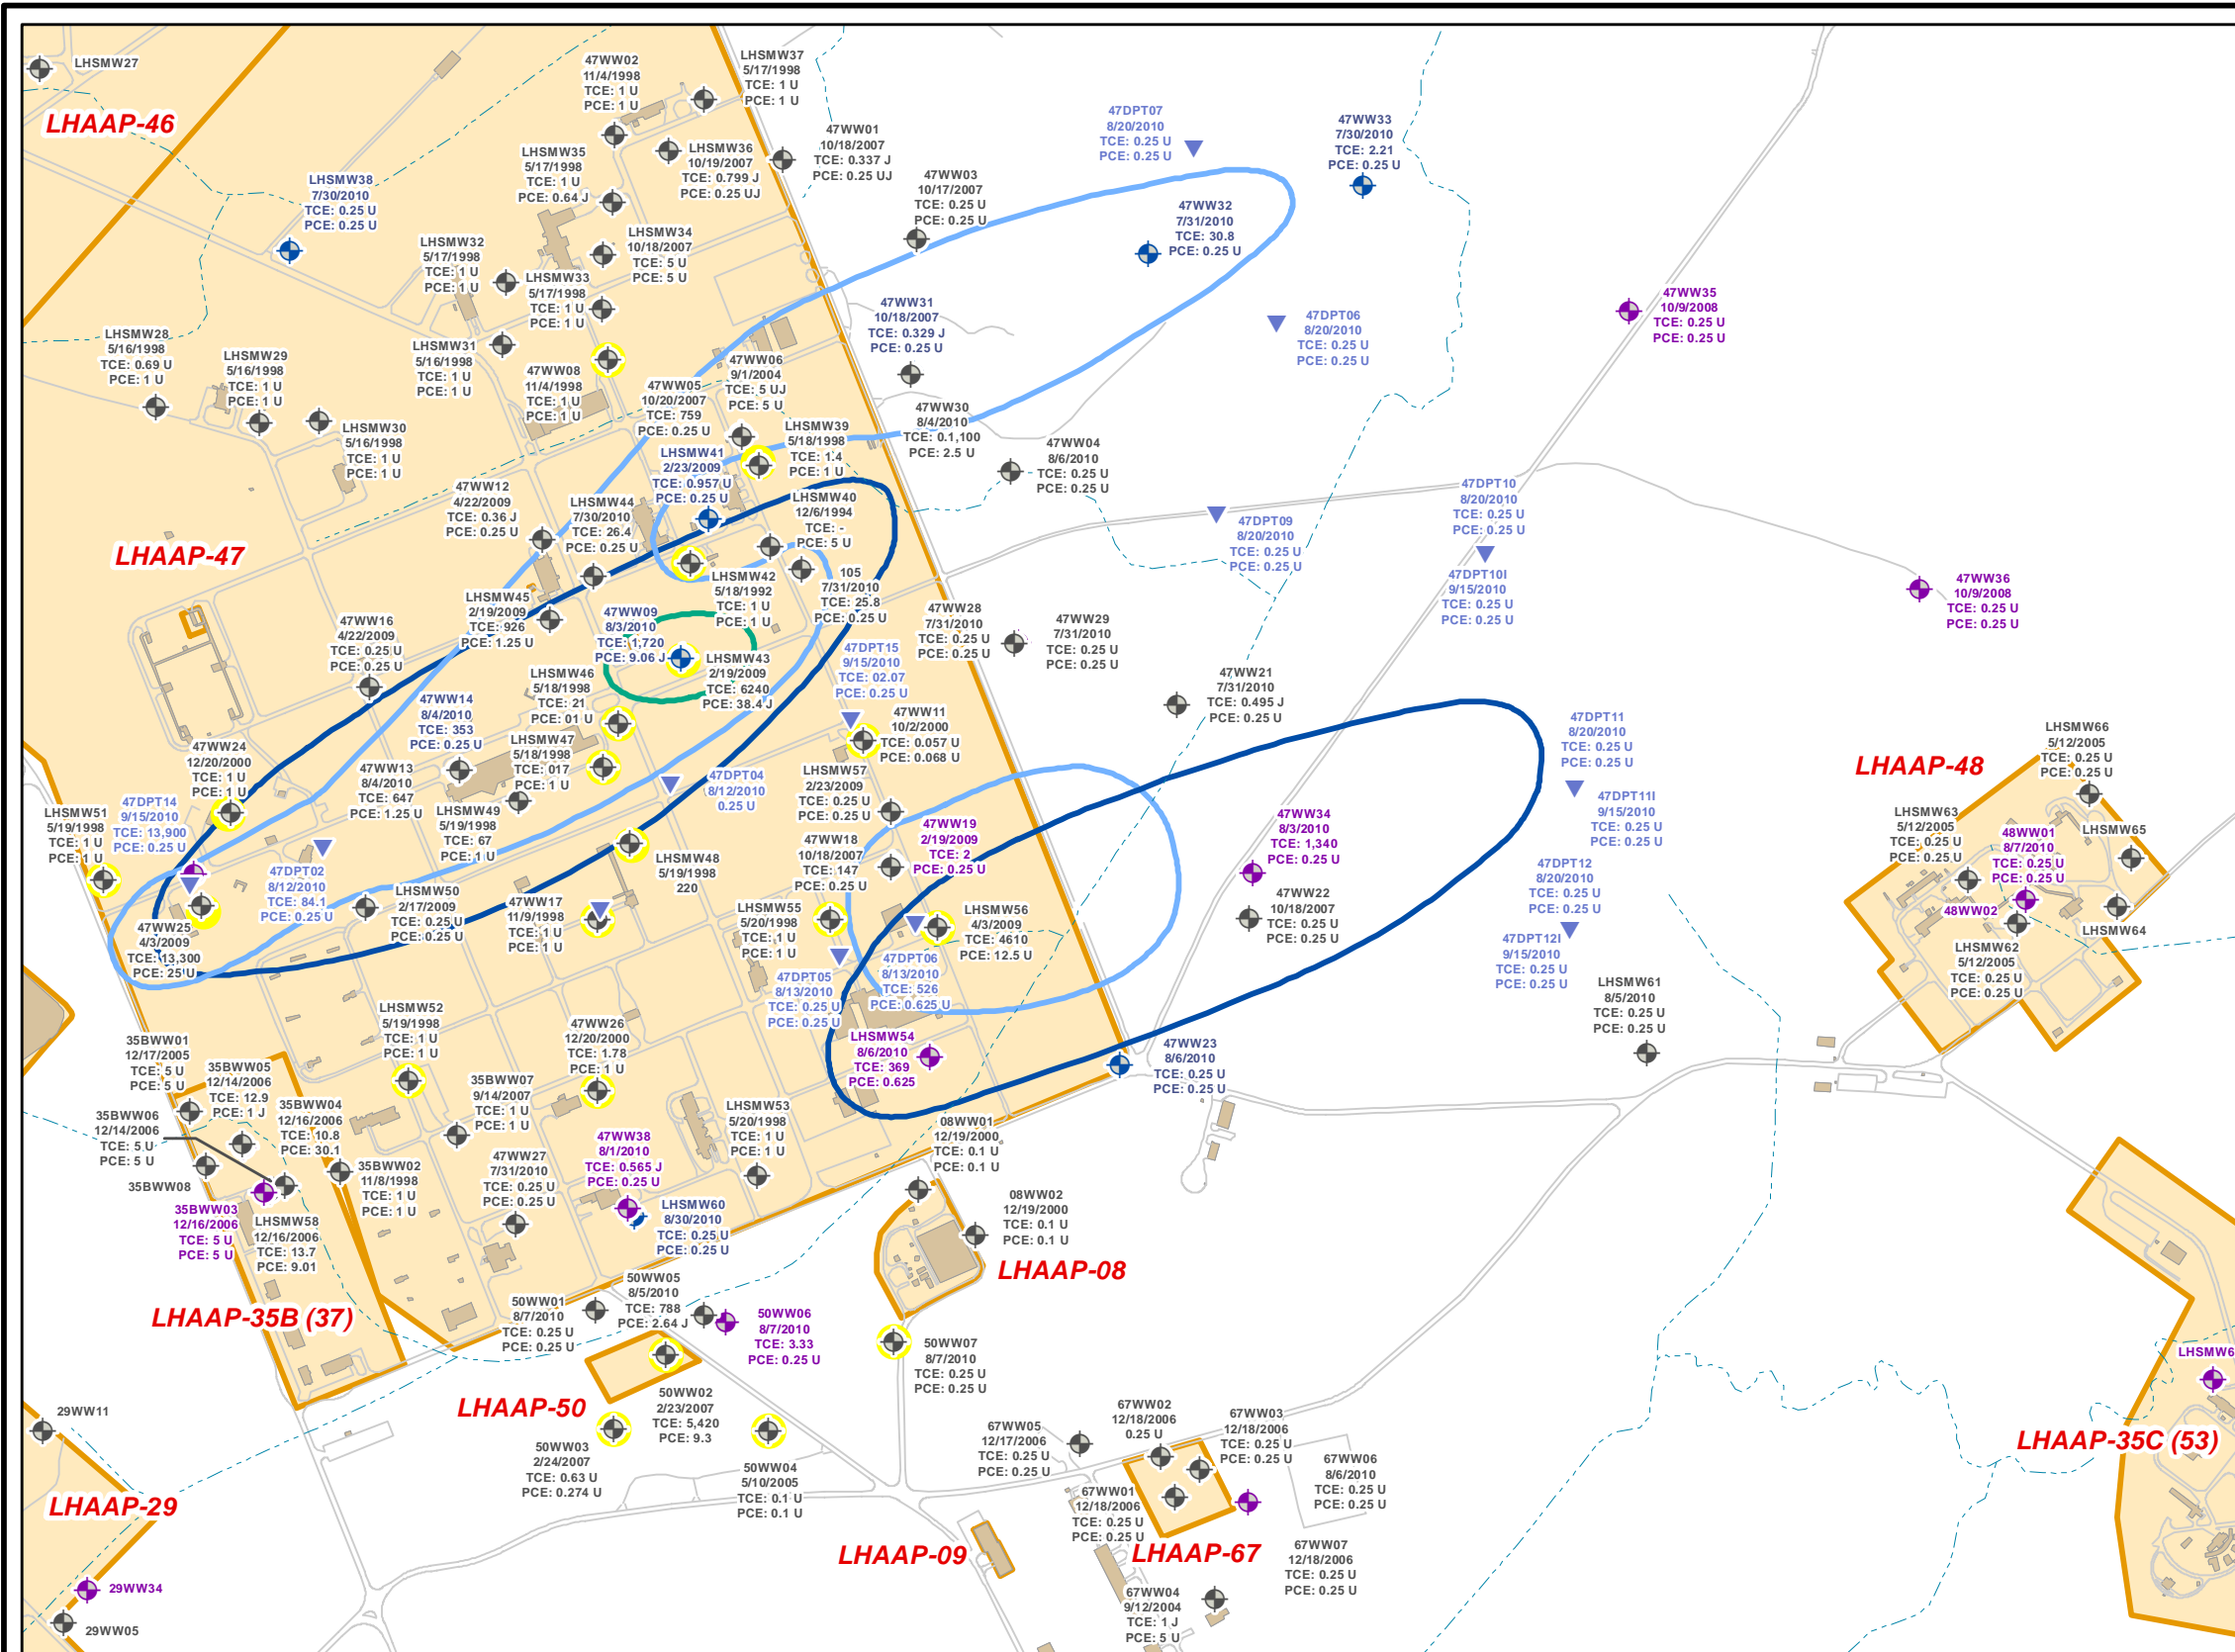 LHSMW27
LHAAP-46
47WW02
11/4/1998
TCE: 1 U
PCE: 1 U
LHSMW37
5/17/1998
TCE: 1 U
PCE: 1 U
LHSMW35
5/17/1998
TCE: 1 U
PCE: 0.64 J
LHSMW36
10/19/2007
TCE: 0.799 J
PCE: 0.25 UJ
47WW01
10/18/2007
TCE: 0.337 J
PCE: 0.25 UJ
47DPT07
8/20/2010
TCE: 0.25 U
PCE: 0.25 U
47WW33
7/30/2010
TCE: 2.21
PCE: 0.25 U
LHSMW38
7/30/2010
TCE: 0.25 U
PCE: 0.25 U
47WW03
10/17/2007
TCE: 0.25 U
PCE: 0.25 U
47WW32
7/31/2010
TCE: 30.8
PCE: 0.25 U
LHSMW32
5/17/1998
TCE: 1 U
PCE: 1 U
LHSMW34
10/18/2007
TCE: 5 U
PCE: 5 U
LHSMW33
5/17/1998
TCE: 1 U
PCE: 1 U
47WW31
10/18/2007
TCE: 0.329 J
PCE: 0.25 U
47DPT06
8/20/2010
TCE: 0.25 U
PCE: 0.25 U
47WW35
10/9/2008
TCE: 0.25 U
PCE: 0.25 U
LHSMW28
5/16/1998
TCE: 0.69 U
PCE: 1 U
LHSMW29
5/16/1998
TCE: 1 U
PCE: 1 U
LHSMW31
5/16/1998
TCE: 1 U
PCE: 1 U
47WW08
11/4/1998
TCE: 1 U
PCE: 1 U
47WW06
9/1/2004
TCE: 5 UJ
PCE: 5 U
47WW05
10/20/2007
TCE: 759
PCE: 0.25 U
LHSMW30
5/16/1998
TCE: 1 U
PCE: 1 U
LHSMW39
5/18/1998
TCE: 1.4
PCE: 1 U
47WW30
8/4/2010
TCE: 0.1,100
PCE: 2.5 U
47WW04
8/6/2010
TCE: 0.25 U
PCE: 0.25 U
LHSMW41
2/23/2009
TCE: 0.957 U
PCE: 0.25 U
47WW12
4/22/2009
TCE: 0.36 J
PCE: 0.25 U
LHSMW44
7/30/2010
TCE: 26.4
PCE: 0.25 U
LHSMW40
12/6/1994
TCE: -
PCE: 5 U
47DPT09
8/20/2010
TCE: 0.25 U
PCE: 0.25 U
47DPT10
8/20/2010
TCE: 0.25 U
PCE: 0.25 U
LHAAP-47
47DPT10I
9/15/2010
TCE: 0.25 U
PCE: 0.25 U
47WW36
10/9/2008
TCE: 0.25 U
PCE: 0.25 U
LHSMW42
5/18/1992
TCE: 1 U
PCE: 1 U
105
7/31/2010
TCE: 25.8
PCE: 0.25 U
LHSMW45
2/19/2009
TCE: 926
PCE: 1.25 U
47WW09
8/3/2010
TCE: 1,720
PCE: 9.06 J
47WW28
7/31/2010
TCE: 0.25 U
PCE: 0.25 U
47WW29
7/31/2010
TCE: 0.25 U
PCE: 0.25 U
47WW16
4/22/2009
TCE: 0.25 U
PCE: 0.25 U
47DPT15
9/15/2010
TCE: 02.07
PCE: 0.25 U
LHSMW43
2/19/2009
TCE: 6240
PCE: 38.4 J
LHSMW46
5/18/1998
TCE: 21
PCE: 01 U
47WW21
7/31/2010
TCE: 0.495 J
PCE: 0.25 U
47WW14
8/4/2010
TCE: 353
PCE: 0.25 U
47WW11
10/2/2000
TCE: 0.057 U
PCE: 0.068 U
47DPT11
8/20/2010
TCE: 0.25 U
PCE: 0.25 U
LHSMW66
5/12/2005
TCE: 0.25 U
PCE: 0.25 U
LHAAP-48
47WW24
12/20/2000
TCE: 1 U
PCE: 1 U
LHSMW47
5/18/1998
TCE: 017
PCE: 1 U
47WW13
8/4/2010
TCE: 647
PCE: 1.25 U
47DPT04
8/12/2010
0.25 U
LHSMW57
2/23/2009
TCE: 0.25 U
PCE: 0.25 U
47DPT11I
9/15/2010
TCE: 0.25 U
PCE: 0.25 U
LHSMW51
5/19/1998
TCE: 1 U
PCE: 1 U
47DPT14
9/15/2010
TCE: 13,900
PCE: 0.25 U
LHSMW49
5/19/1998
TCE: 67
PCE: 1 U
47WW34
8/3/2010
TCE: 1,340
PCE: 0.25 U
LHSMW63
5/12/2005
TCE: 0.25 U
PCE: 0.25 U
48WW01
8/7/2010
TCE: 0.25 U
PCE: 0.25 U
LHSMW65
47WW18
10/18/2007
TCE: 147
PCE: 0.25 U
47WW19
2/19/2009
TCE: 2
PCE: 0.25 U
LHSMW48
5/19/1998
220
47DPT02
8/12/2010
TCE: 84.1
PCE: 0.25 U
47DPT12
8/20/2010
TCE: 0.25 U
PCE: 0.25 U
LHSMW50
2/17/2009
TCE: 0.25 U
PCE: 0.25 U
47WW17
11/9/1998
TCE: 1 U
PCE: 1 U
LHSMW55
5/20/1998
TCE: 1 U
PCE: 1 U
LHSMW56
4/3/2009
TCE: 4610
PCE: 12.5 U
47WW22
10/18/2007
TCE: 0.25 U
PCE: 0.25 U
48WW02
LHSMW64
47WW25
4/3/2009
TCE: 13,300
PCE: 25 U
47DPT12I
9/15/2010
TCE: 0.25 U
PCE: 0.25 U
LHSMW62
5/12/2005
TCE: 0.25 U
PCE: 0.25 U
47DPT06
8/13/2010
TCE: 526
PCE: 0.625 U
47DPT05
8/13/2010
TCE: 0.25 U
PCE: 0.25 U
LHSMW61
8/5/2010
TCE: 0.25 U
PCE: 0.25 U
LHSMW52
5/19/1998
TCE: 1 U
PCE: 1 U
47WW26
12/20/2000
TCE: 1.78
PCE: 1 U
35BWW01
12/17/2005
TCE: 5 U
PCE: 5 U
LHSMW54
8/6/2010
TCE: 369
PCE: 0.625
47WW23
8/6/2010
TCE: 0.25 U
PCE: 0.25 U
35BWW05
12/14/2006
TCE: 12.9
PCE: 1 J
35BWW07
9/14/2007
TCE: 1 U
PCE: 1 U
35BWW04
12/16/2006
TCE: 10.8
PCE: 30.1
35BWW06
12/14/2006
TCE: 5 U
PCE: 5 U
LHSMW53
5/20/1998
TCE: 1 U
PCE: 1 U
08WW01
12/19/2000
TCE: 0.1 U
PCE: 0.1 U
35BWW02
11/8/1998
TCE: 1 U
PCE: 1 U
47WW27
7/31/2010
TCE: 0.25 U
PCE: 0.25 U
47WW38
8/1/2010
TCE: 0.565 J
PCE: 0.25 U
35BWW08
35BWW03
12/16/2006
TCE: 5 U
PCE: 5 U
LHSMW58
12/16/2006
TCE: 13.7
PCE: 9.01
LHSMW60
8/30/2010
TCE: 0.25 U
PCE: 0.25 U
08WW02
12/19/2000
TCE: 0.1 U
PCE: 0.1 U
LHAAP-08
LHAAP-35B (37)
50WW01
8/7/2010
TCE: 0.25 U
PCE: 0.25 U
50WW05
8/5/2010
TCE: 788
PCE: 2.64 J
50WW06
8/7/2010
TCE: 3.33
PCE: 0.25 U
50WW07
8/7/2010
TCE: 0.25 U
PCE: 0.25 U
LHSMW6
LHAAP-50
50WW02
2/23/2007
TCE: 5,420
PCE: 9.3
29WW11
50WW03
2/24/2007
TCE: 0.63 U
PCE: 0.274 U
50WW04
5/10/2005
TCE: 0.1 U
PCE: 0.1 U
67WW05
12/17/2006
TCE: 0.25 U
PCE: 0.25 U
67WW02
12/18/2006
0.25 U
67WW03
12/18/2006
TCE: 0.25 U
PCE: 0.25 U
67WW06
8/6/2010
TCE: 0.25 U
PCE: 0.25 U
LHAAP-35C (53)
LHAAP-29
67WW01
12/18/2006
TCE: 0.25 U
PCE: 0.25 U
LHAAP-09
LHAAP-67
67WW07
12/18/2006
TCE: 0.25 U
PCE: 0.25 U
29WW34
67WW04
9/12/2004
TCE: 1 J
PCE: 5 U
29WW05